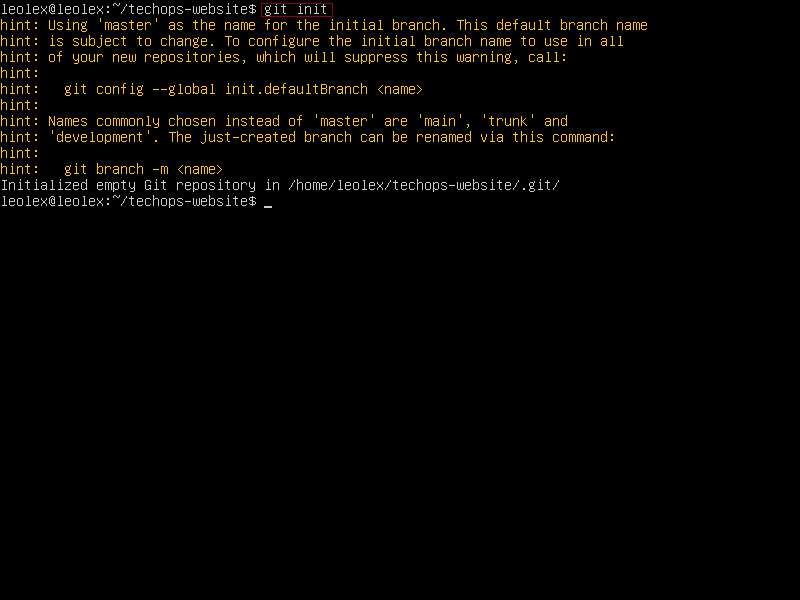 leolex@leolex:~/techops-website$ git init
hint: Using 'master' as the name for the initial branch. This default branch name
hint: is subject to change. To configure the initial branch name to use in all
hint: of your new repositories, which will suppress this warning, call:
hint:
hint:   git config --global init.defaultBranch <name>
hint:
hint: Names commonly chosen instead of 'master' are 'main', 'trunk' and
hint: 'development'. The just-created branch can be renamed via this command:
hint:
hint:   git branch -m <name>
Initialized empty Git repository in /home/leolex/techops-website/.git/
leolex@leolex:~/techops-website$ _